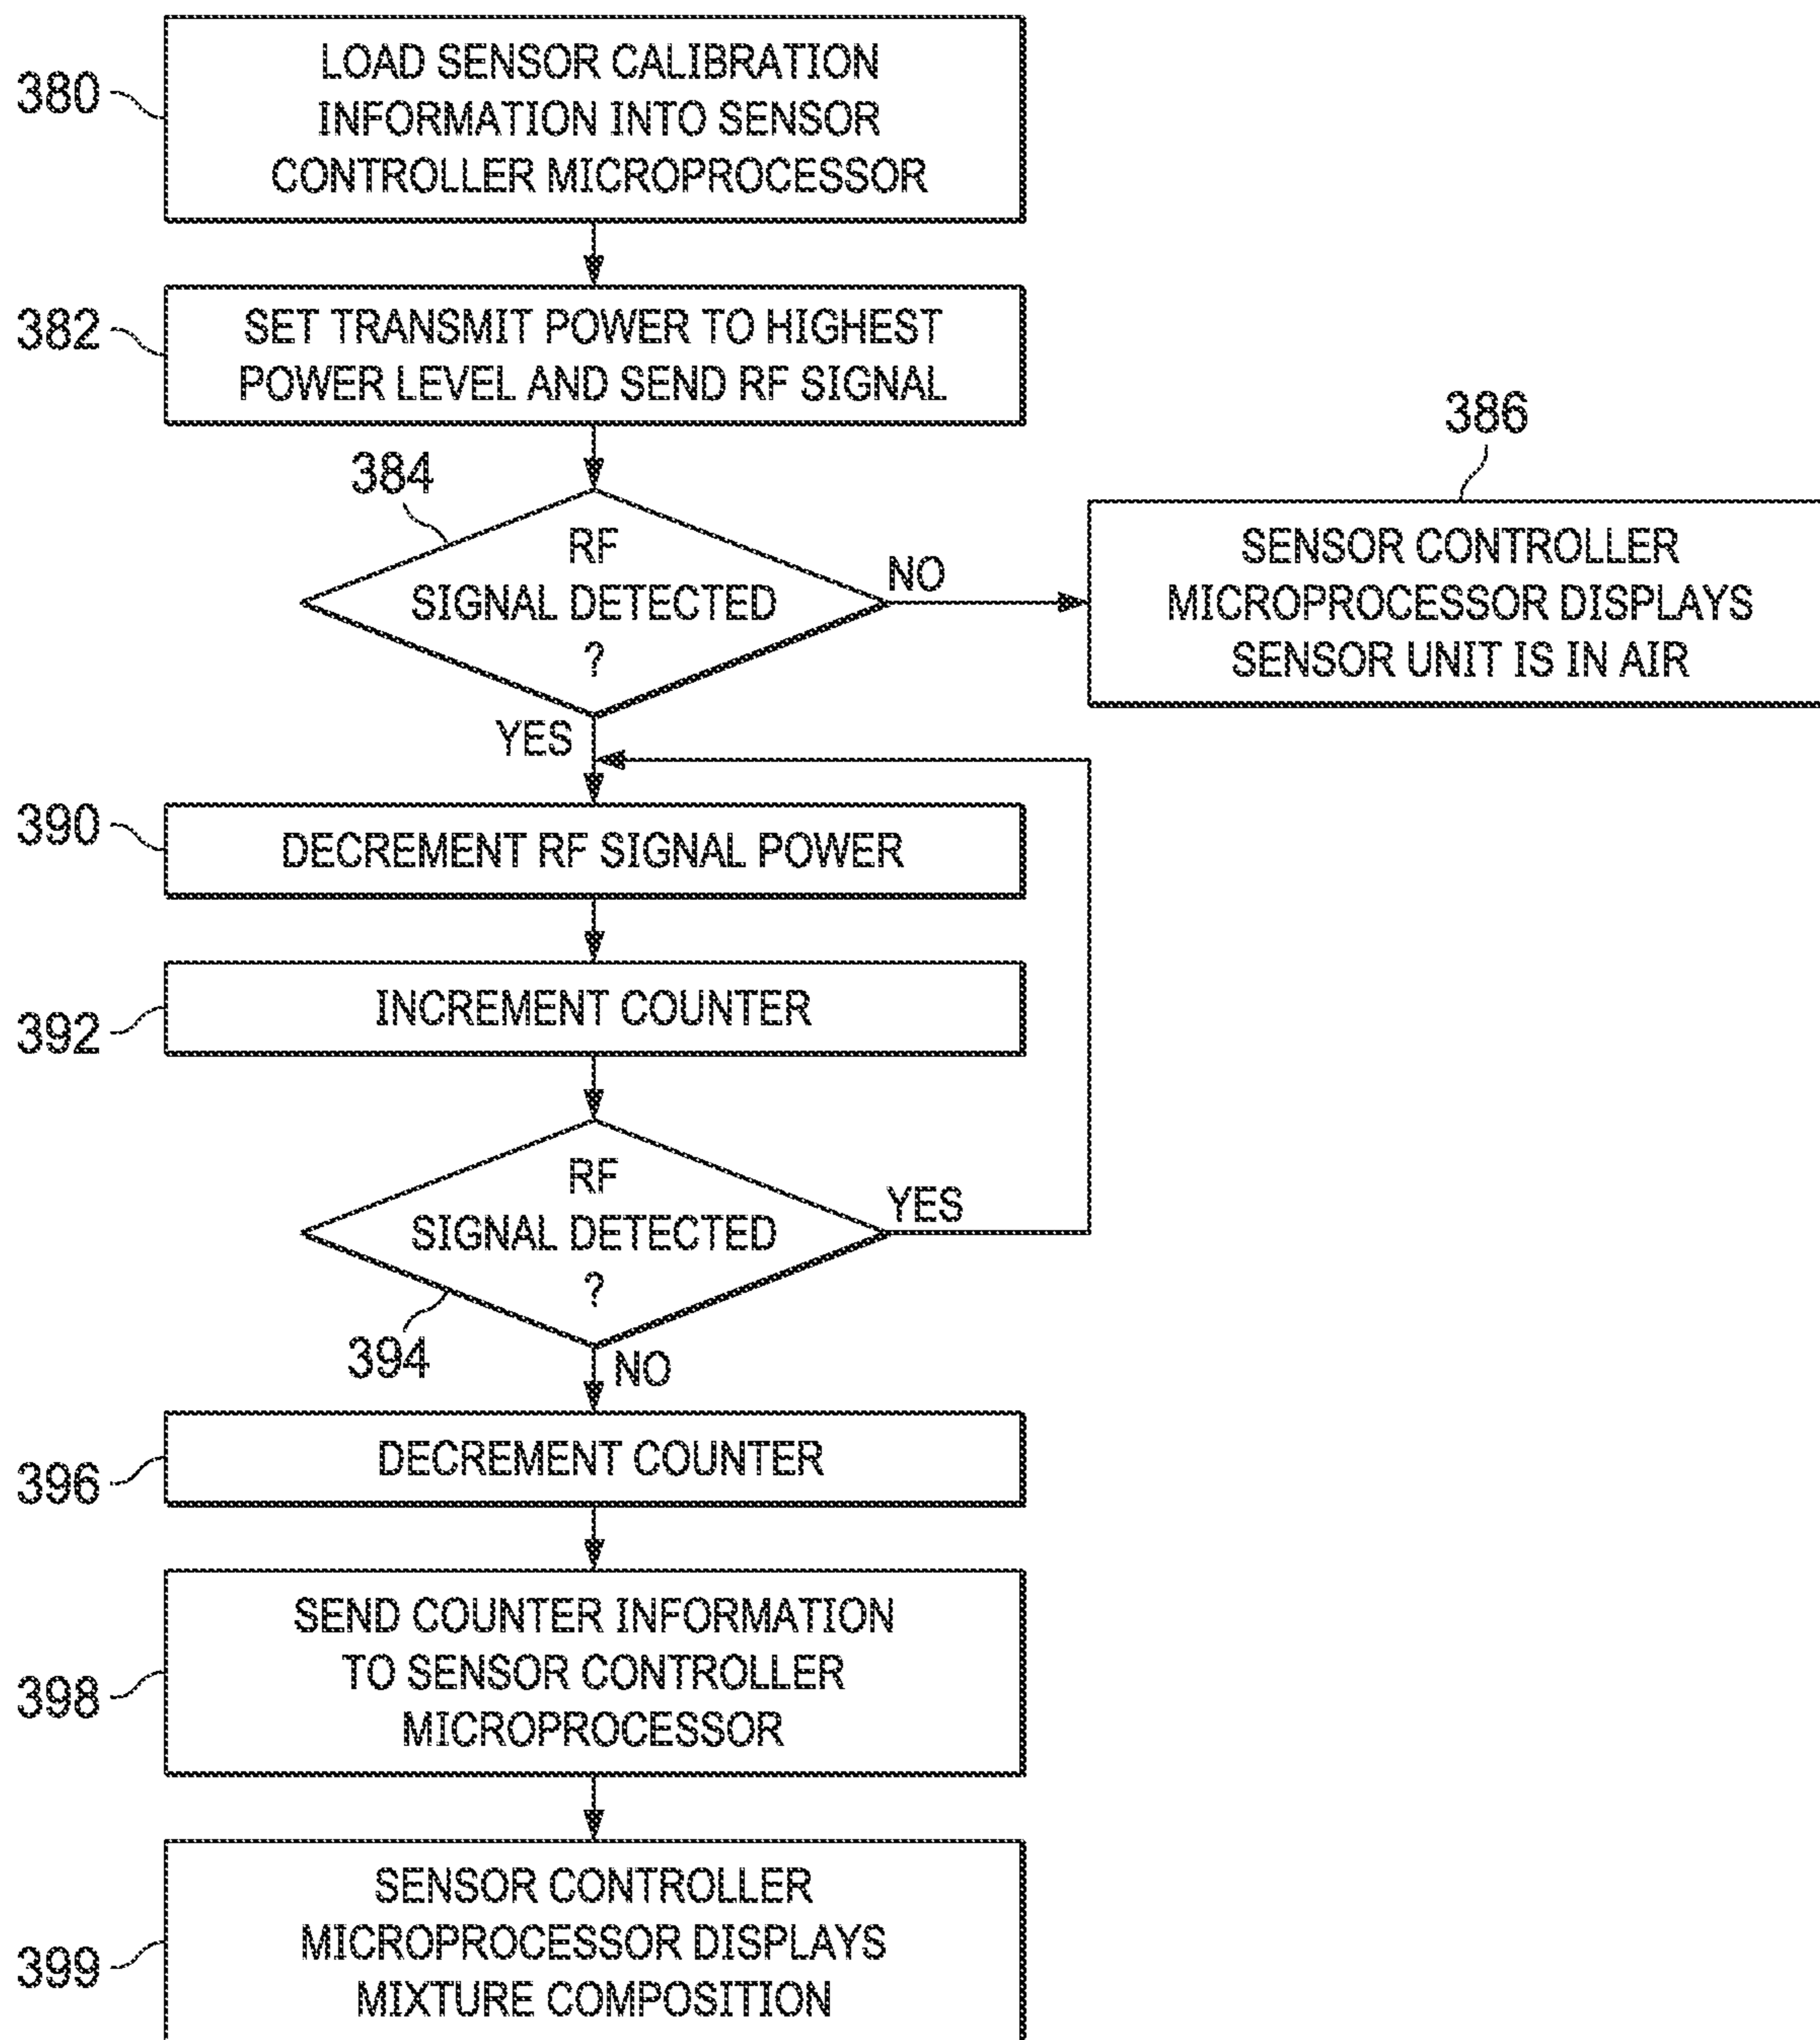 380
LOAD SENSOR CALIBRATION
INFORMATION INTO SENSOR
CONTROLLER MICROPROCESSOR
382
SET TRANSMIT POWER TO HIGHEST
POWER LEVEL AND SEND RF SIGNAL
384
RF
SIGNAL DETECTED
?
NO
386
SENSOR CONTROLLER
MICROPROCESSOR DISPLAYS
SENSOR UNIT IS IN AIR
YES
390
DECREMENT RF SIGNAL POWER
392
INCREMENT COUNTER
RF
SIGNAL DETECTED
?
YES
394
NO
396
DECREMENT COUNTER
398
SEND COUNTER INFORMATION
TO SENSOR CONTROLLER
MICROPROCESSOR
399
SENSOR CONTROLLER
MICROPROCESSOR DISPLAYS
MIXTURE COMPOSITION